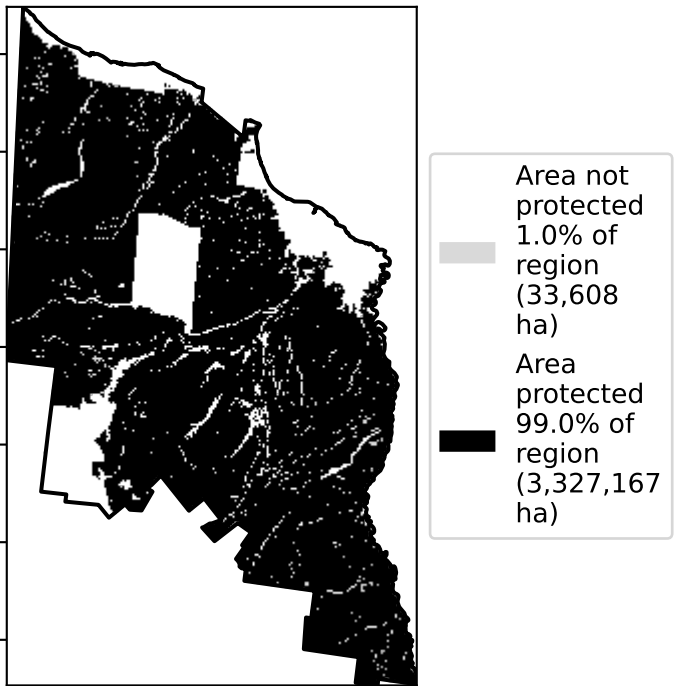 Area not
protected
1.0% of
region
(33,608
ha)
Area
protected
99.0% of
region
(3,327,167
ha)